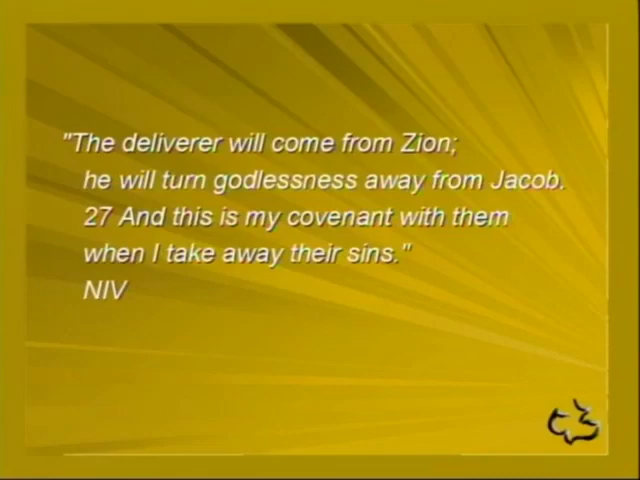 "The deliverer will come from Zion;
he will turn godlessness away from Jacob.
27 And this is my covenant with them
when I take away their sins."
NIV